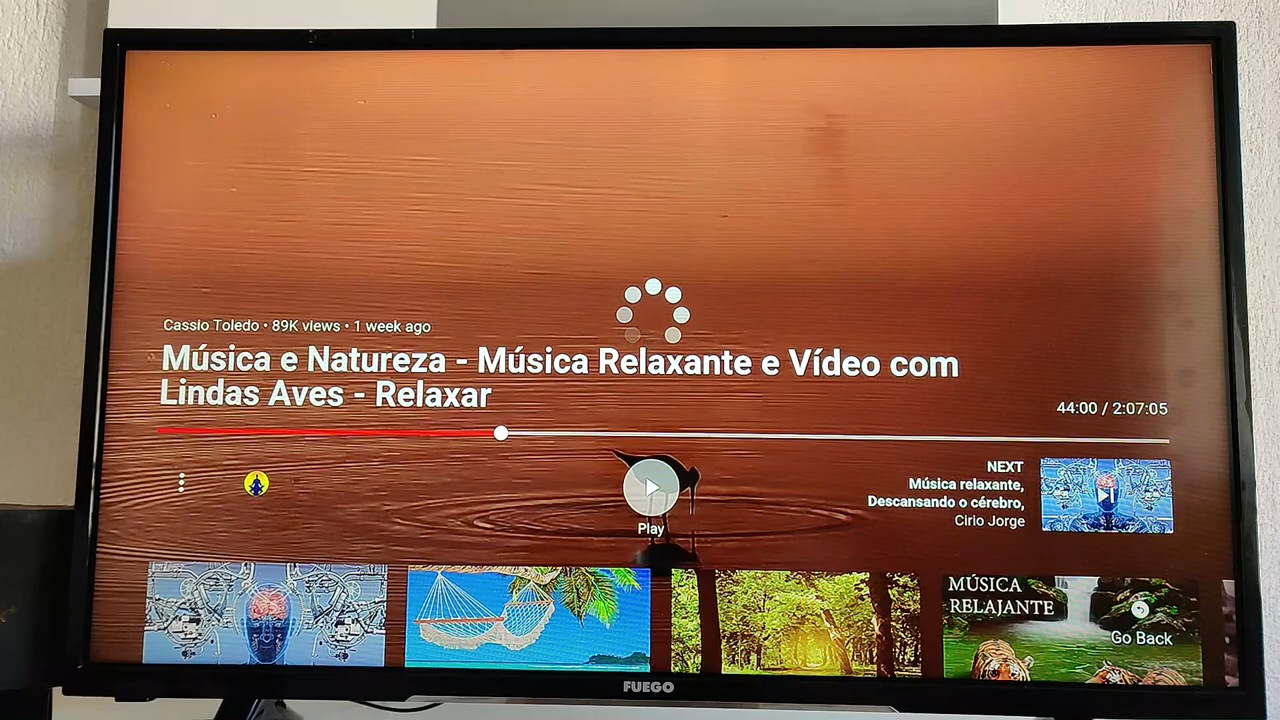 Cassio Toledo • 89K views • 1 week ago
Música e Natureza - Música Relaxante e Vídeo com
Lindas Aves - Relaxar
44:00 / 2:07:05
NEXT
Música relaxante,
Descansando o cérebro,
Cirlo Jorge
Play
MÚSICA
RELAJANTE
Go Back
FUEGO